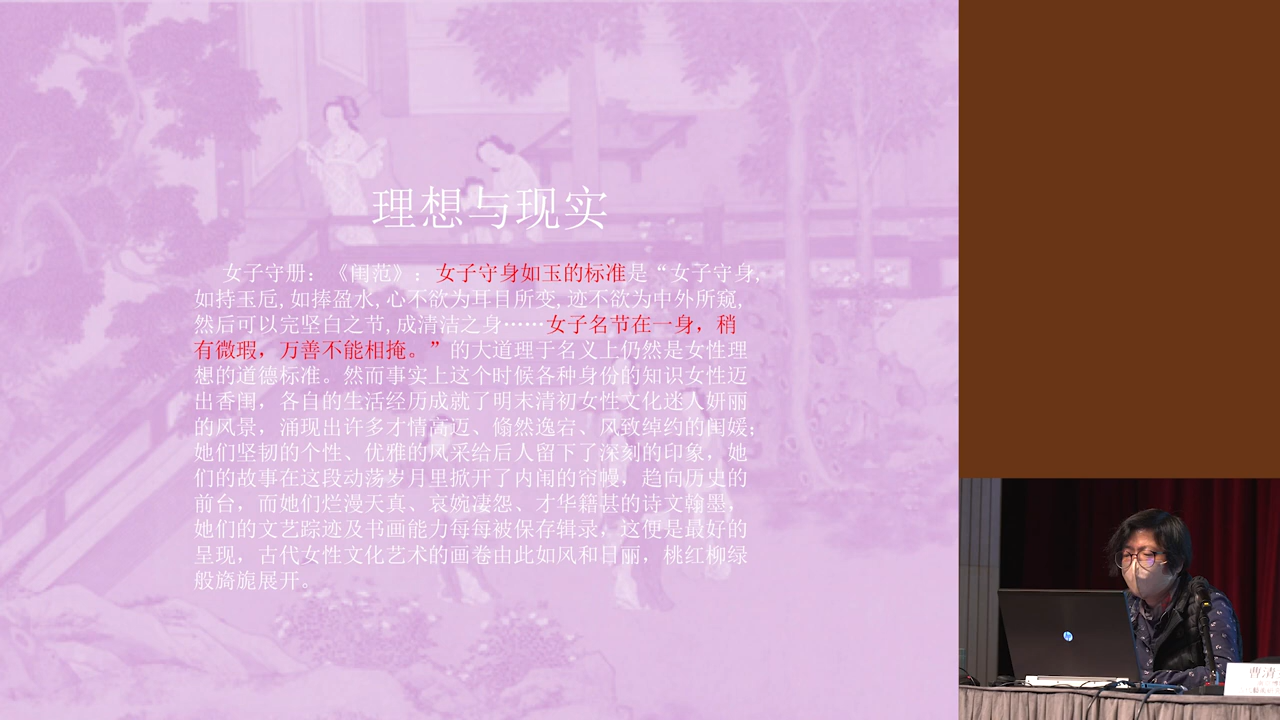 理想与现实
女子守册：《闺范》：女子守身如玉的标准是“女子守身,
如持玉卮,如捧盈水,心不欲为耳目所变,迹不欲为中外所窥,
然后可以完坚白之节,成清洁之身……女子名节在一身，稍
有微瑕，万善不能相掩。”的大道理于名义上仍然是女性理
想的道德标准。然而事实上这个时候各种身份的知识女性迈
出香闺，各自的生活经历成就了明末清初女性文化迷人妍丽
的风景，涌现出许多才情高迈、翛然逸宕、风致绰约的闺媛；
她们坚韧的个性、优雅的风采给后人留下了深刻的印象，她
们的故事在这段动荡岁月里掀开了内闱的帘幔，趋向历史的
前台，而她们烂漫天真、哀婉凄怨、才华籍甚的诗文翰墨，
她们的文艺踪迹及书画能力每每被保存辑录，这便是最好的
呈现，古代女性文化艺术的画卷由此如风和日丽，桃红柳绿
般旖旎展开。
hp
曹清